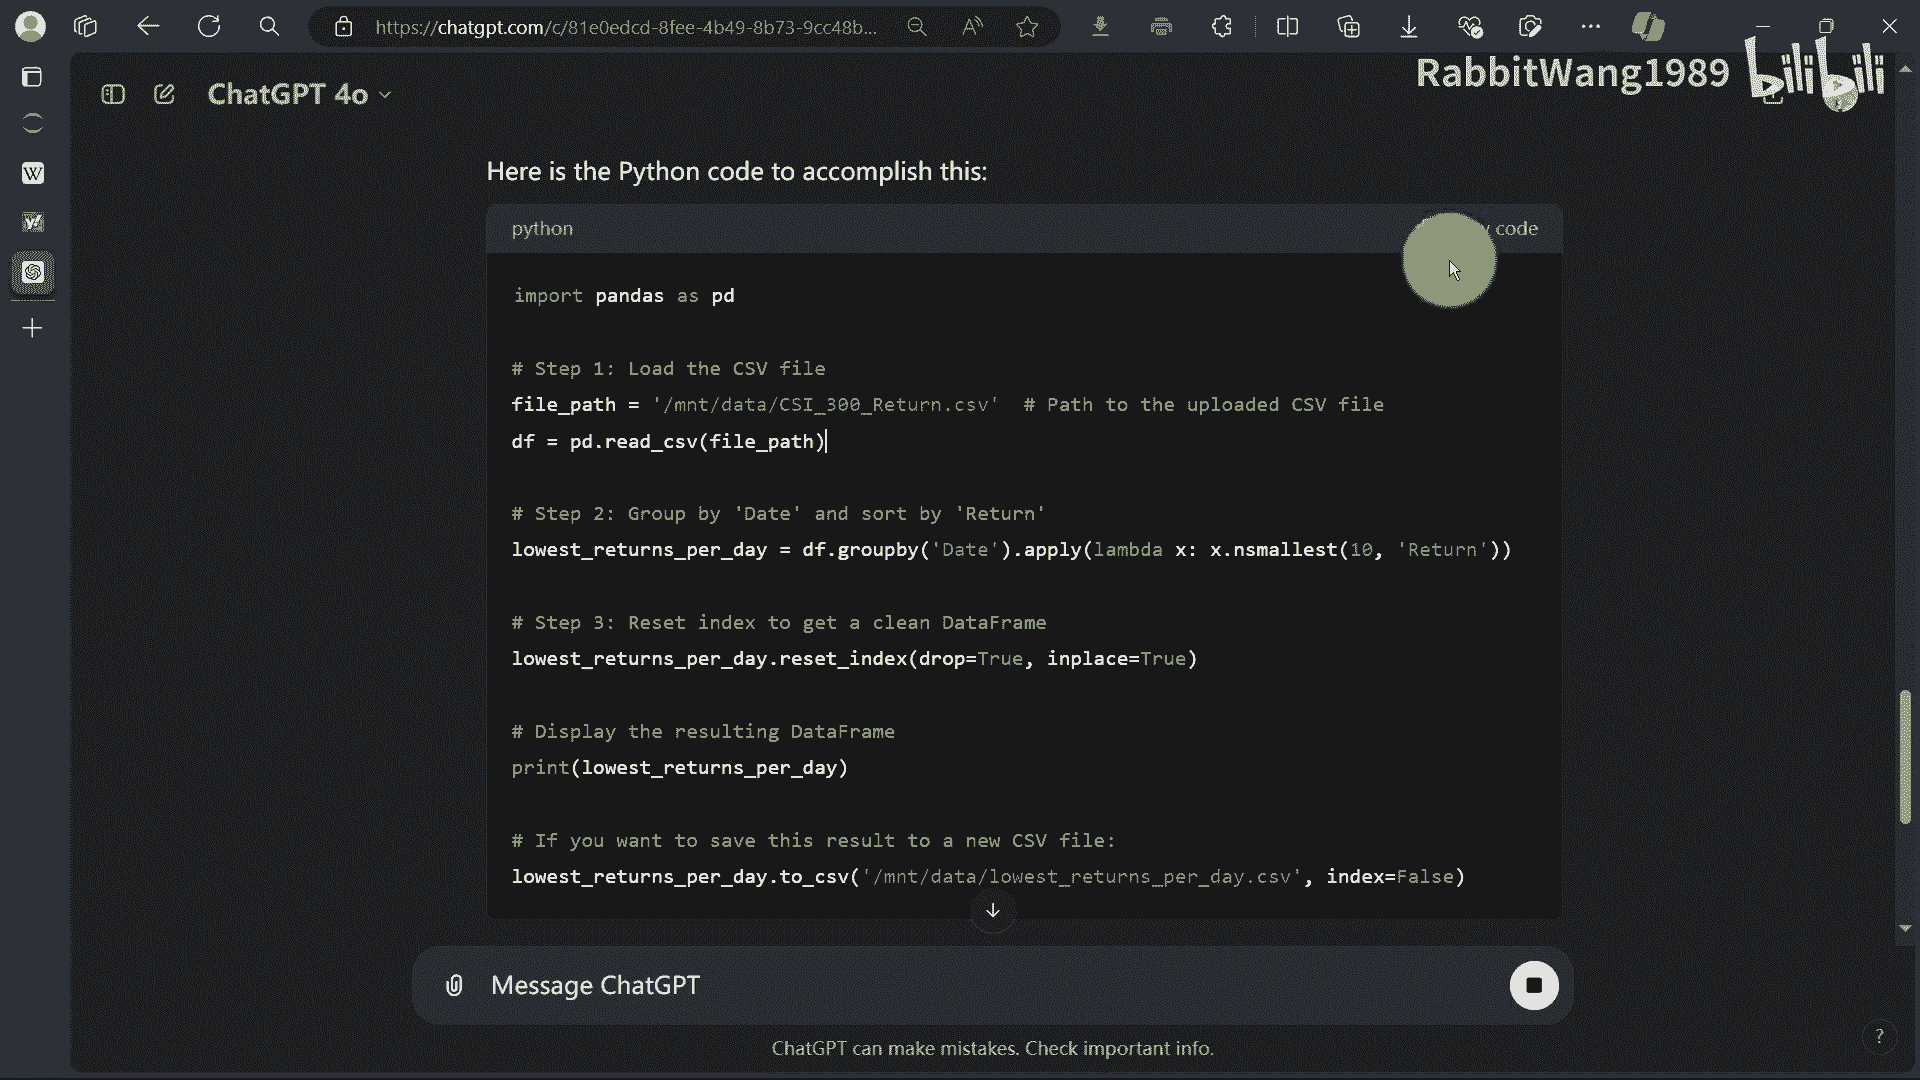 https://chatgpt.com/c/81e0edcd-8fee-4b49-8b73-9cc48b...
RabbitWang1989 bilibili
ChatGPT 4o
Here is the Python code to accomplish this:
python
code
import pandas as pd
# Step 1: Load the CSV file
file_path = '/mnt/data/CSI_300_Return.csv'  # Path to the uploaded CSV file
df = pd.read_csv(file_path)
# Step 2: Group by 'Date' and sort by 'Return'
lowest_returns_per_day = df.groupby('Date').apply(lambda x: x.nsmallest(10, 'Return'))
# Step 3: Reset index to get a clean DataFrame
lowest_returns_per_day.reset_index(drop=True, inplace=True)
# Display the resulting DataFrame
print(lowest_returns_per_day)
# If you want to save this result to a new CSV file:
lowest_returns_per_day.to_csv('/mnt/data/lowest_returns_per_day.csv', index=False)
Message ChatGPT
ChatGPT can make mistakes. Check important info.
?